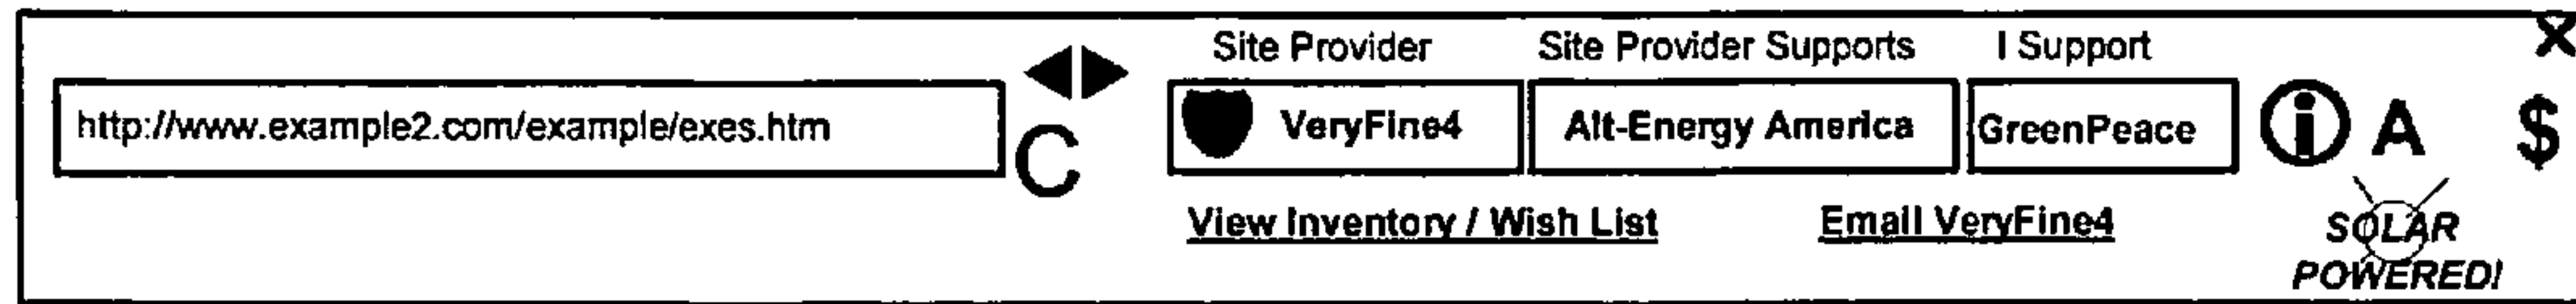 Site Provider Site Provider Supports I Support X
http://www.example2.com/example/exes.htm C VeryFine4 Alt-Energy America GreenPeace i A $
View Inventory / Wish List Email VeryFine4
SOLAR
POWERED!